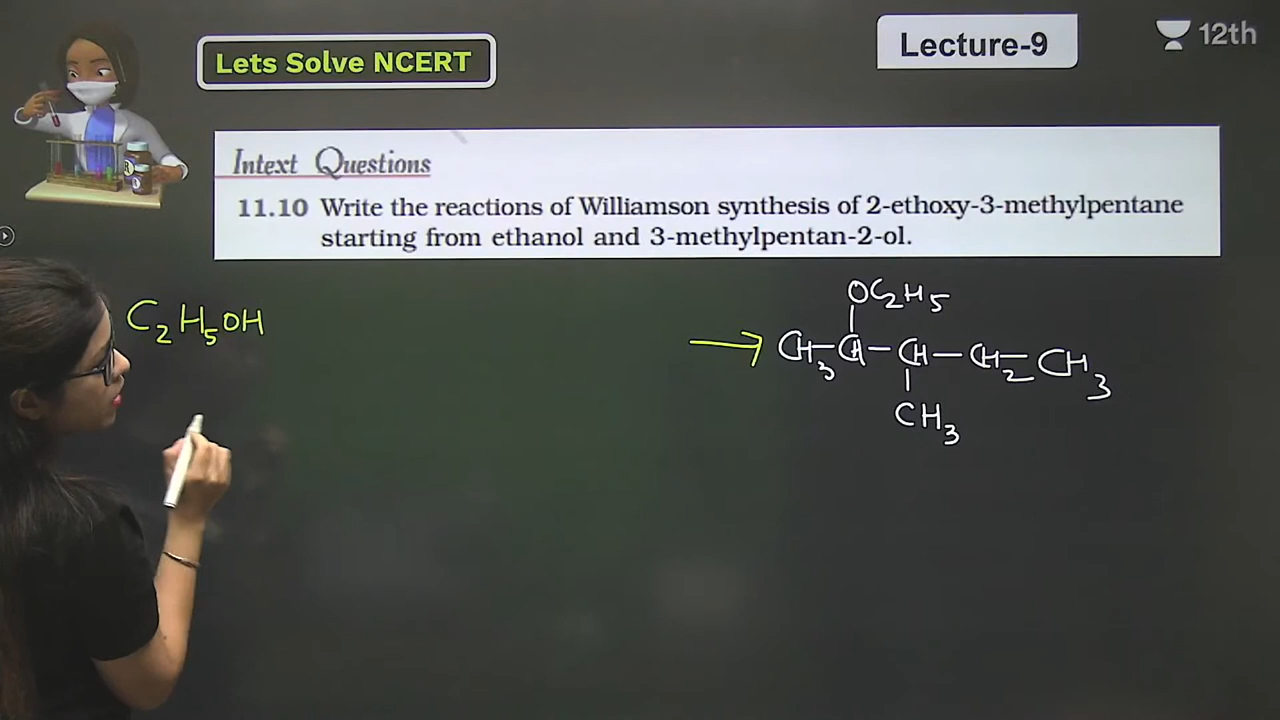 Lets Solve NCERT
Lecture-9
12th
Intext Questions
11.10 Write the reactions of Williamson synthesis of 2-ethoxy-3-methylpentane
starting from ethanol and 3-methylpentan-2-ol.
C2H5OH
OC2H5
CH3-CH-CH-CH2-CH3
CH3